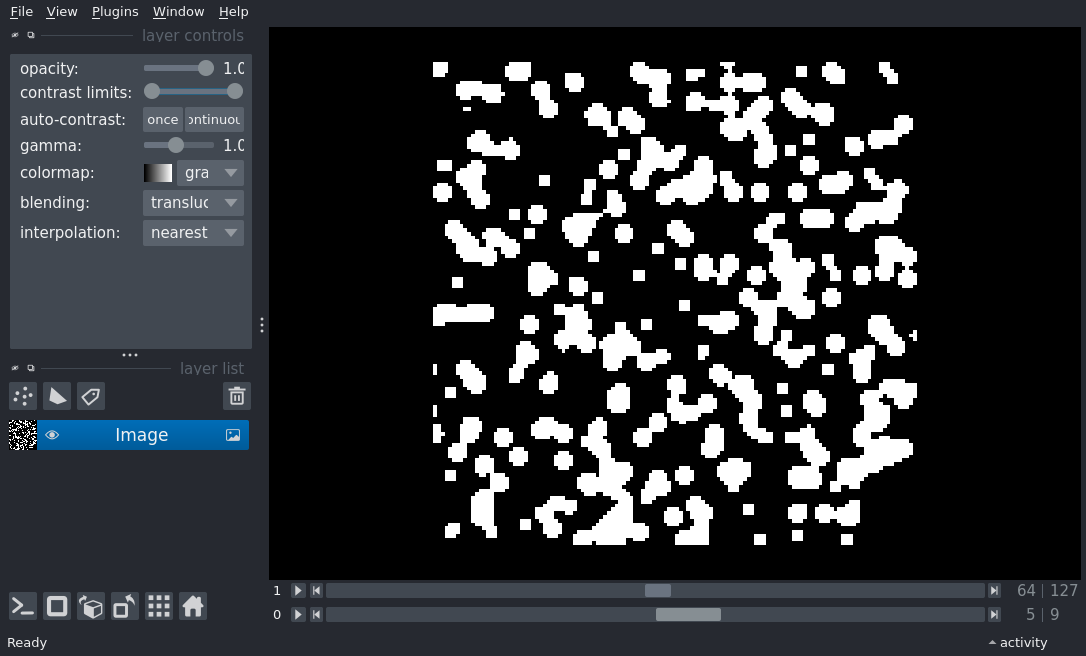 File View Plugins Window Help
layer controls
opacity: 1.0
contrast limits:
auto-contrast: once ontinuou
gamma: 1.0
colormap: gra
blending: transluc
interpolation: nearest
layer list
Image
1 64 | 127
0 5 | 9
Ready activity